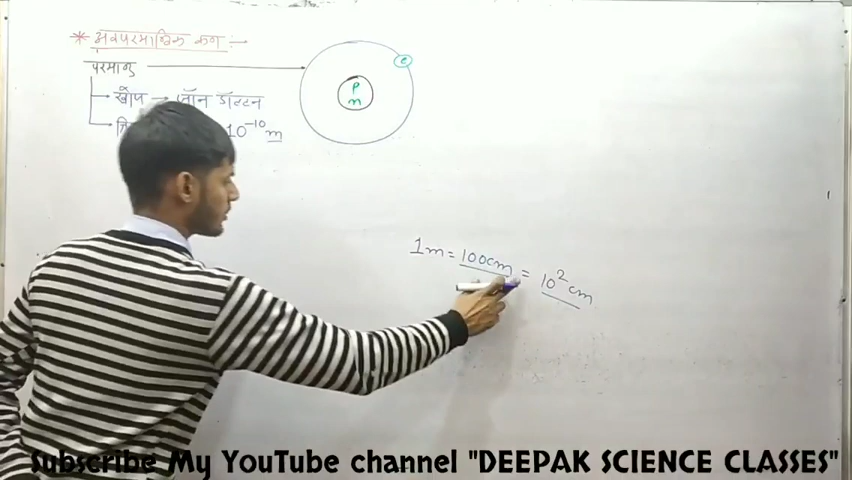 * अवपरमाण्विक कण :-
परमाणु
e
P
n
खोज → जॉन डॉल्टन
10⁻¹⁰ m
1m = 100cm = 10² cm
Subscribe My YouTube channel "DEEPAK SCIENCE CLASSES"